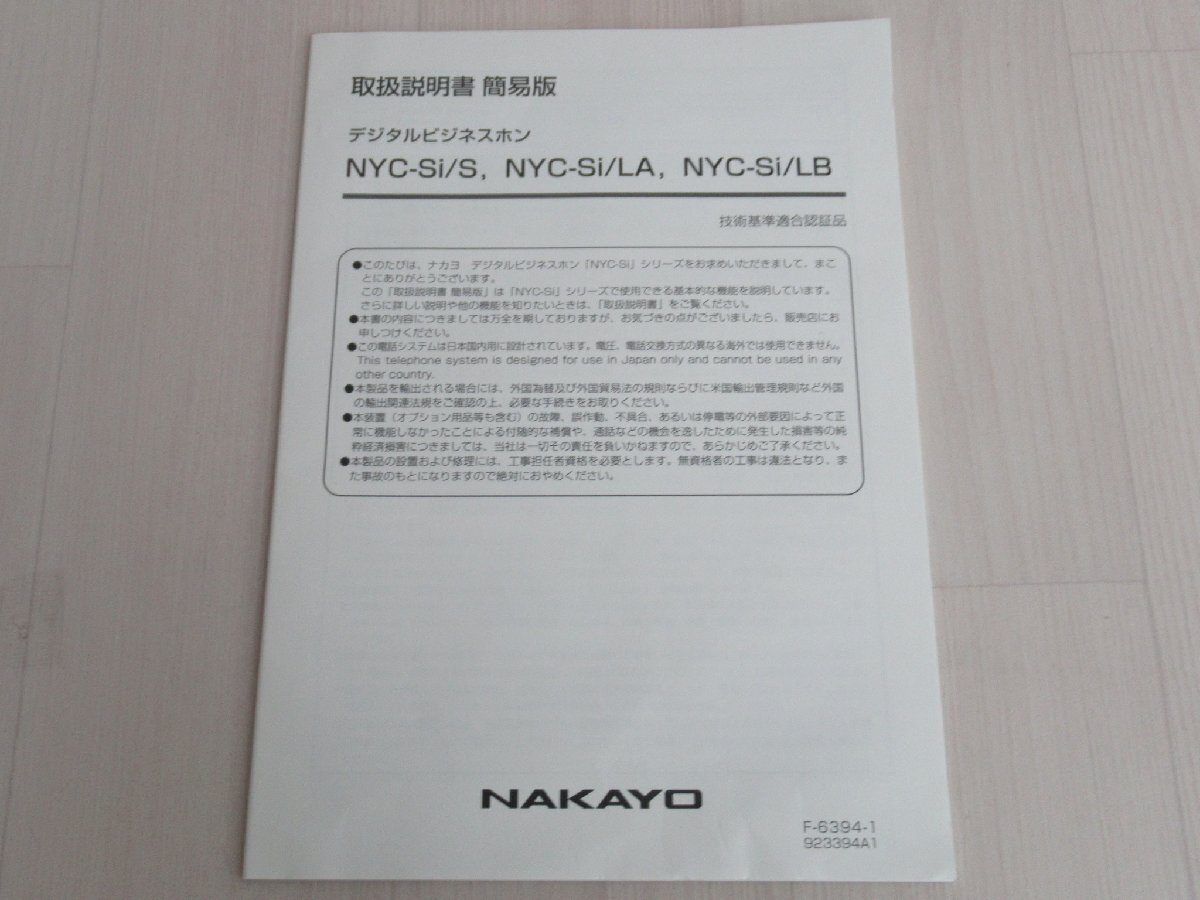 取扱説明書 簡易版
デジタルビジネスホン
NYC-Si/S, NYC-Si/LA, NYC-Si/LB
技術基準適合認証品
●このたびは、ナカヨ デジタルビジネスホン「NYC-Si」シリーズをお求めいただきまして、まこ
とにありがとうございます。
この「取扱説明書 簡易版」は「NYC-Si」シリーズで使用できる基本的な機能を説明しています。
さらに詳しい説明や他の機能を知りたいときは、「取扱説明書」をご覧ください。
●本書の内容につきましては万全を期しておりますが、お気づきの点がございましたら、販売店にお
申しつけください。
●この電話システムは日本国内用に設計されています。電圧、電話交換方式の異なる海外では使用できません。
This telephone system is designed for use in Japan only and cannot be used in any
other country.
●本製品を輸出される場合には、外国為替及び外国貿易法の規則ならびに米国輸出管理規則など外国
の輸出関連法規をご確認の上、必要な手続きをお取りください。
●本装置（オプション用品等も含む）の故障、誤作動、不具合、あるいは停電等の外部要因によって正
常に機能しなかったことによる付随的な補償や、通話などの機会を逸したために発生した損害等の純
粋経済損害につきましては、当社は一切その責任を負いかねますので、あらかじめご了承ください。
●本製品の設置および修理には、工事担任者資格を必要とします。無資格者の工事は違法となり、ま
た事故のもとになりますので絶対におやめください。
NAKAYO
F-6394-1
923394A1